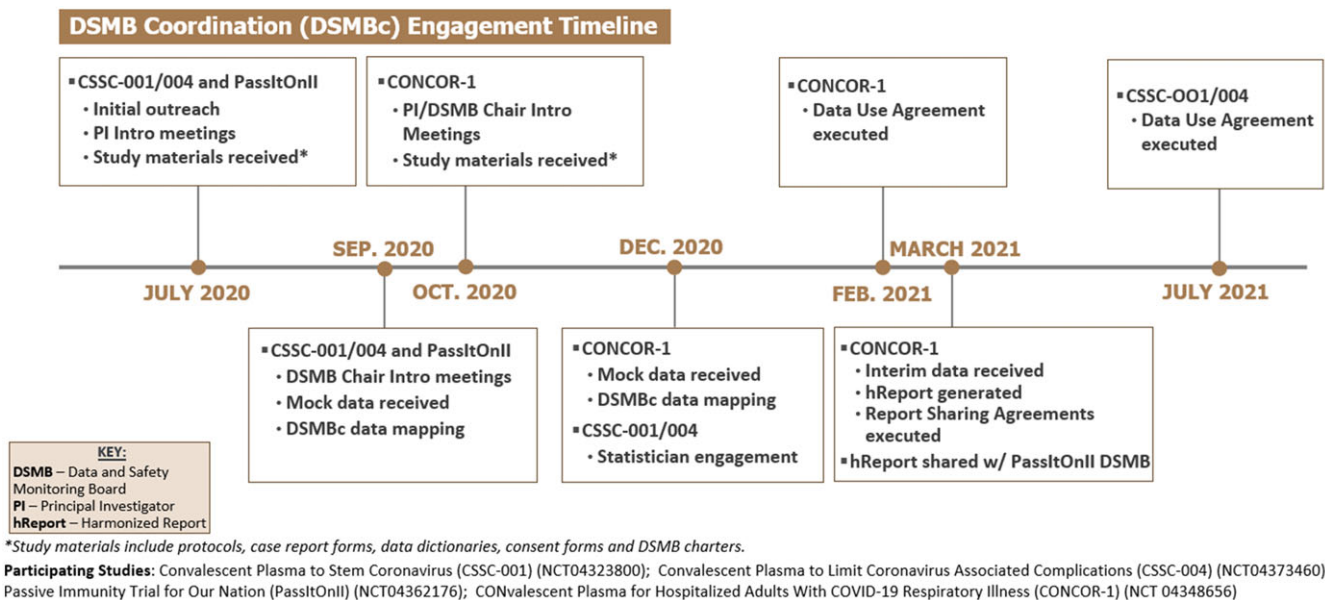 DSMB Coordination (DSMBc) Engagement Timeline
▪CSSC-001/004 and PassItOnII
• Initial outreach
• PI Intro meetings
• Study materials received*
▪CONCOR-1
• PI/DSMB Chair Intro
Meetings
• Study materials received*
▪CONCOR-1
• Data Use Agreement
executed
▪CSSC-OO1/004
• Data Use Agreement
executed
JULY 2020
SEP. 2020
OCT. 2020
DEC. 2020
FEB. 2021
MARCH 2021
JULY 2021
▪CSSC-001/004 and PassItOnII
• DSMB Chair Intro meetings
• Mock data received
• DSMBc data mapping
▪CONCOR-1
• Mock data received
• DSMBc data mapping
▪CSSC-001/004
• Statistician engagement
▪CONCOR-1
• Interim data received
• hReport generated
• Report Sharing Agreements
executed
▪hReport shared w/ PassItOnII DSMB
KEY:
DSMB – Data and Safety
Monitoring Board
PI – Principal Investigator
hReport – Harmonized Report
*Study materials include protocols, case report forms, data dictionaries, consent forms and DSMB charters.
Participating Studies: Convalescent Plasma to Stem Coronavirus (CSSC-001) (NCT04323800); Convalescent Plasma to Limit Coronavirus Associated Complications (CSSC-004) (NCT04373460)
Passive Immunity Trial for Our Nation (PassItOnII) (NCT04362176); CONvalescent Plasma for Hospitalized Adults With COVID-19 Respiratory Illness (CONCOR-1) (NCT 04348656)